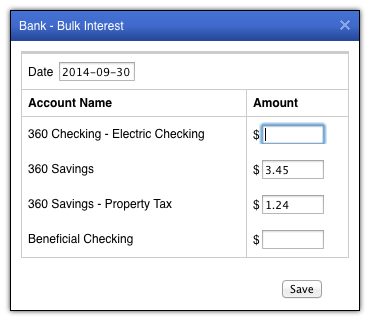 Bank - Bulk Interest
Date 2014-09-30
Account Name Amount
360 Checking - Electric Checking $
360 Savings $ 3.45
360 Savings - Property Tax $ 1.24
Beneficial Checking $
Save